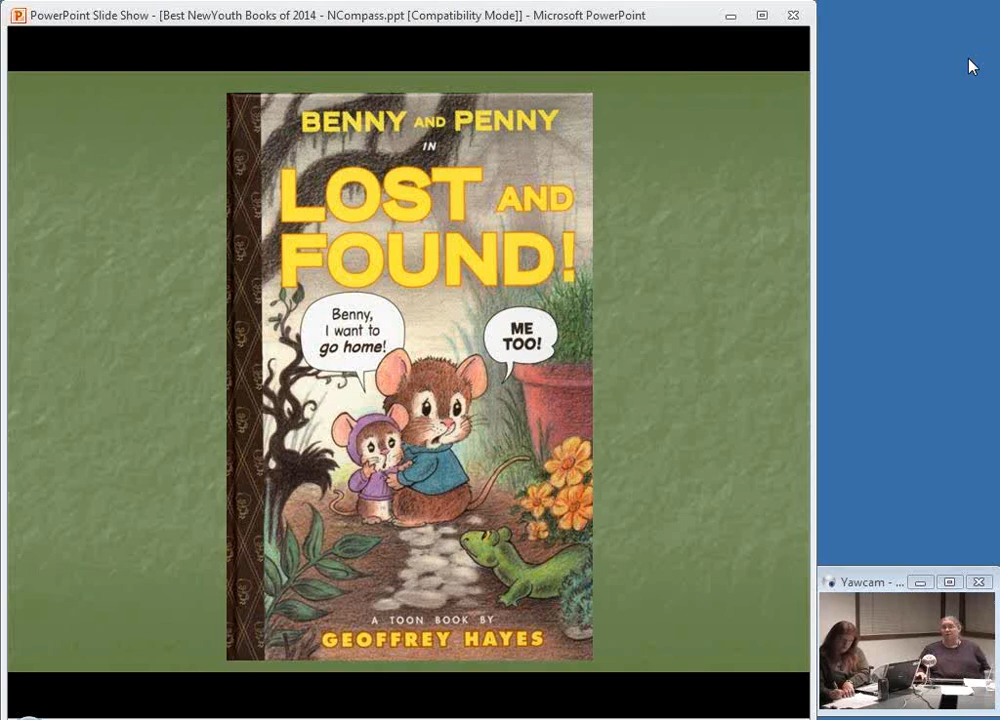 PowerPoint Slide Show - [Best NewYouth Books of 2014 - NCompass.ppt [Compatibility Mode]] - Microsoft PowerPoint
BENNY AND PENNY
IN
LOST AND
FOUND!
Benny,
I want to
go home!
ME
TOO!
A TOON BOOK BY
GEOFFREY HAYES
Yawcam - ...